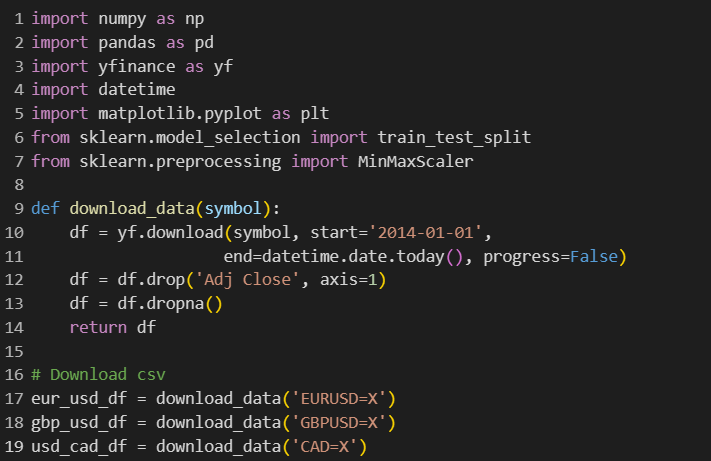 1 import numpy as np
2 import pandas as pd
3 import yfinance as yf
4 import datetime
5 import matplotlib.pyplot as plt
6 from sklearn.model_selection import train_test_split
7 from sklearn.preprocessing import MinMaxScaler
8
9 def download_data(symbol):
10     df = yf.download(symbol, start='2014-01-01',
11                     end=datetime.date.today(), progress=False)
12     df = df.drop('Adj Close', axis=1)
13     df = df.dropna()
14     return df
15
16 # Download csv
17 eur_usd_df = download_data('EURUSD=X')
18 gbp_usd_df = download_data('GBPUSD=X')
19 usd_cad_df = download_data('CAD=X')